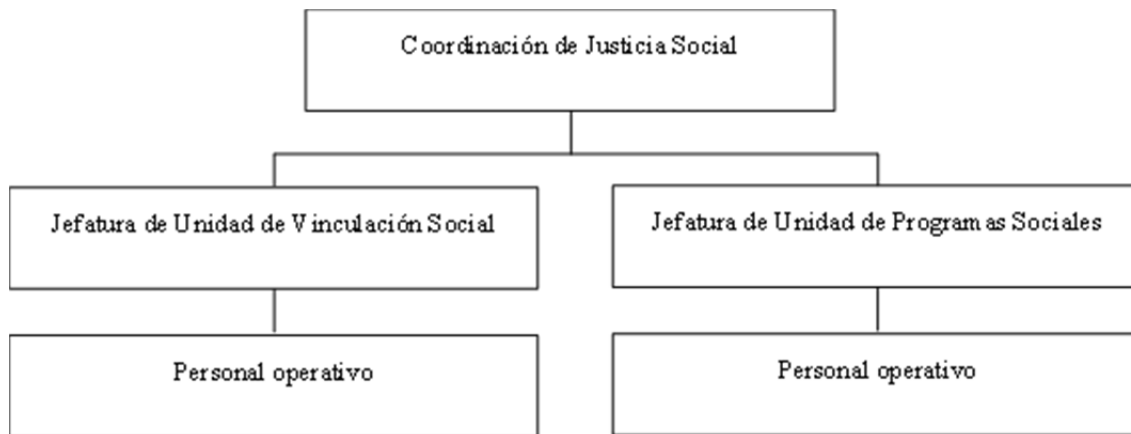 Coordinación de Justicia Social
Jefatura de Unidad de Vinculación Social
Jefatura de Unidad de Programas Sociales
Personal operativo
Personal operativo